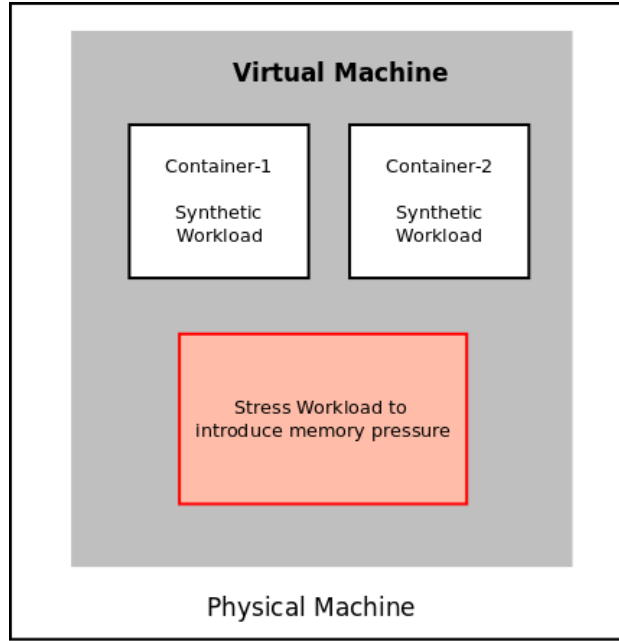 Virtual Machine
Container-1
Synthetic
Workload
Container-2
Synthetic
Workload
Stress Workload to
introduce memory pressure
Physical Machine